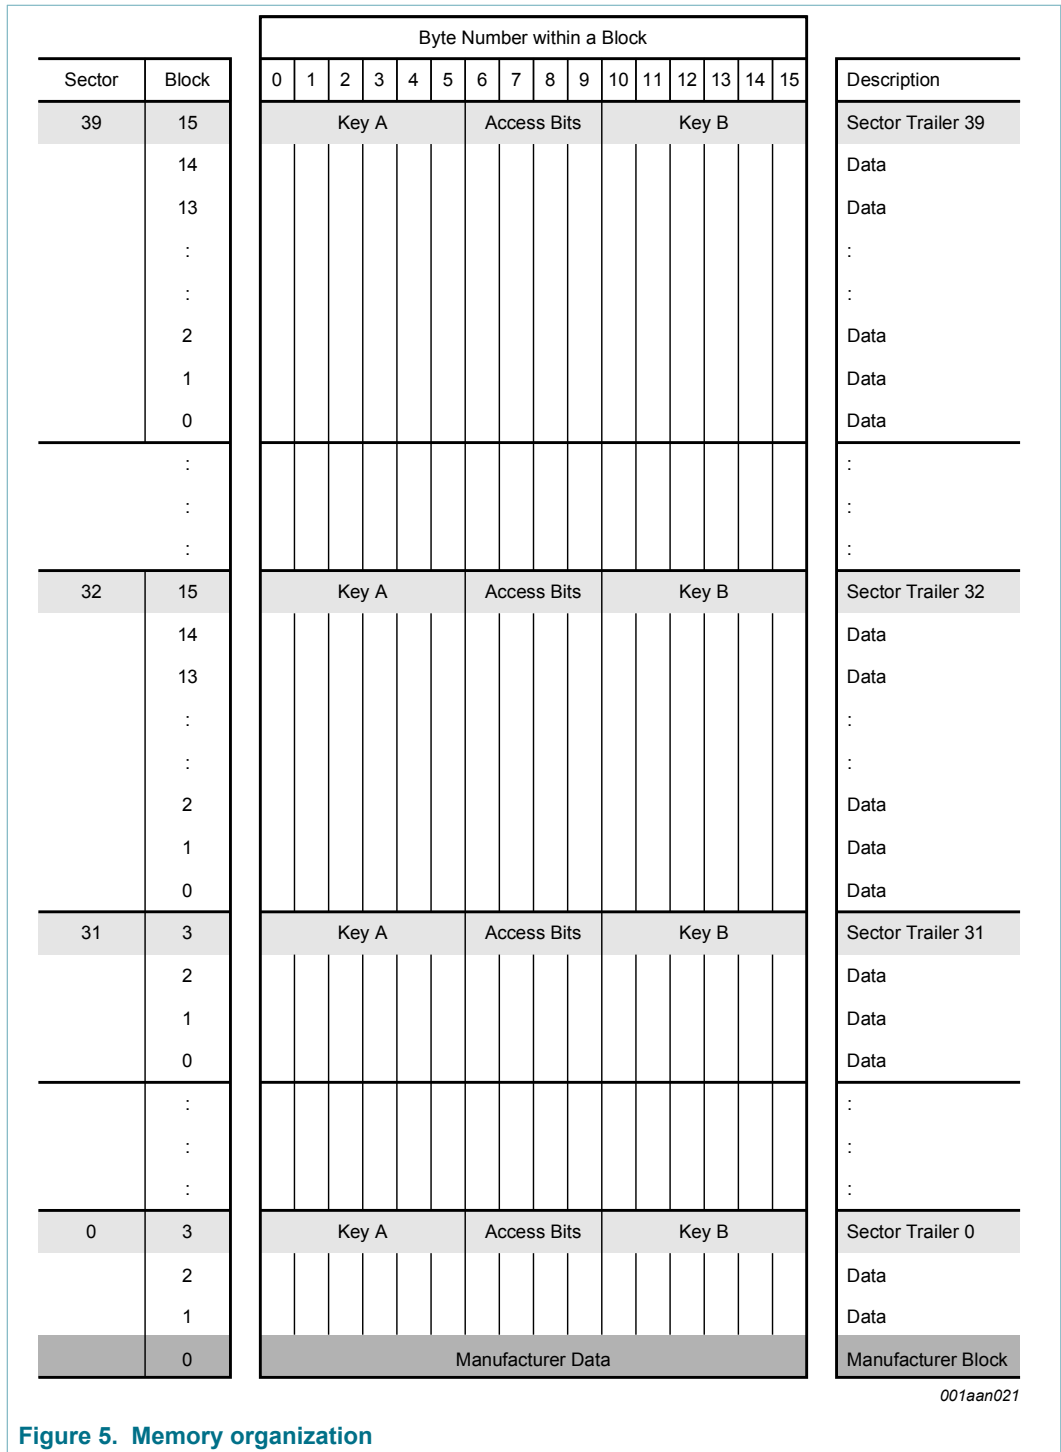 Byte Number within a Block
Sector Block 0 1 2 3 4 5 6 7 8 9 10 11 12 13 14 15 Description
39 15 Key A Access Bits Key B Sector Trailer 39
14 Data
13 Data
: :
: :
2 Data
1 Data
0 Data
: :
: :
: :
32 15 Key A Access Bits Key B Sector Trailer 32
14 Data
13 Data
: :
: :
2 Data
1 Data
0 Data
31 3 Key A Access Bits Key B Sector Trailer 31
2 Data
1 Data
0 Data
: :
: :
: :
0 3 Key A Access Bits Key B Sector Trailer 0
2 Data
1 Data
0 Manufacturer Data Manufacturer Block
001aan021
Figure 5. Memory organization